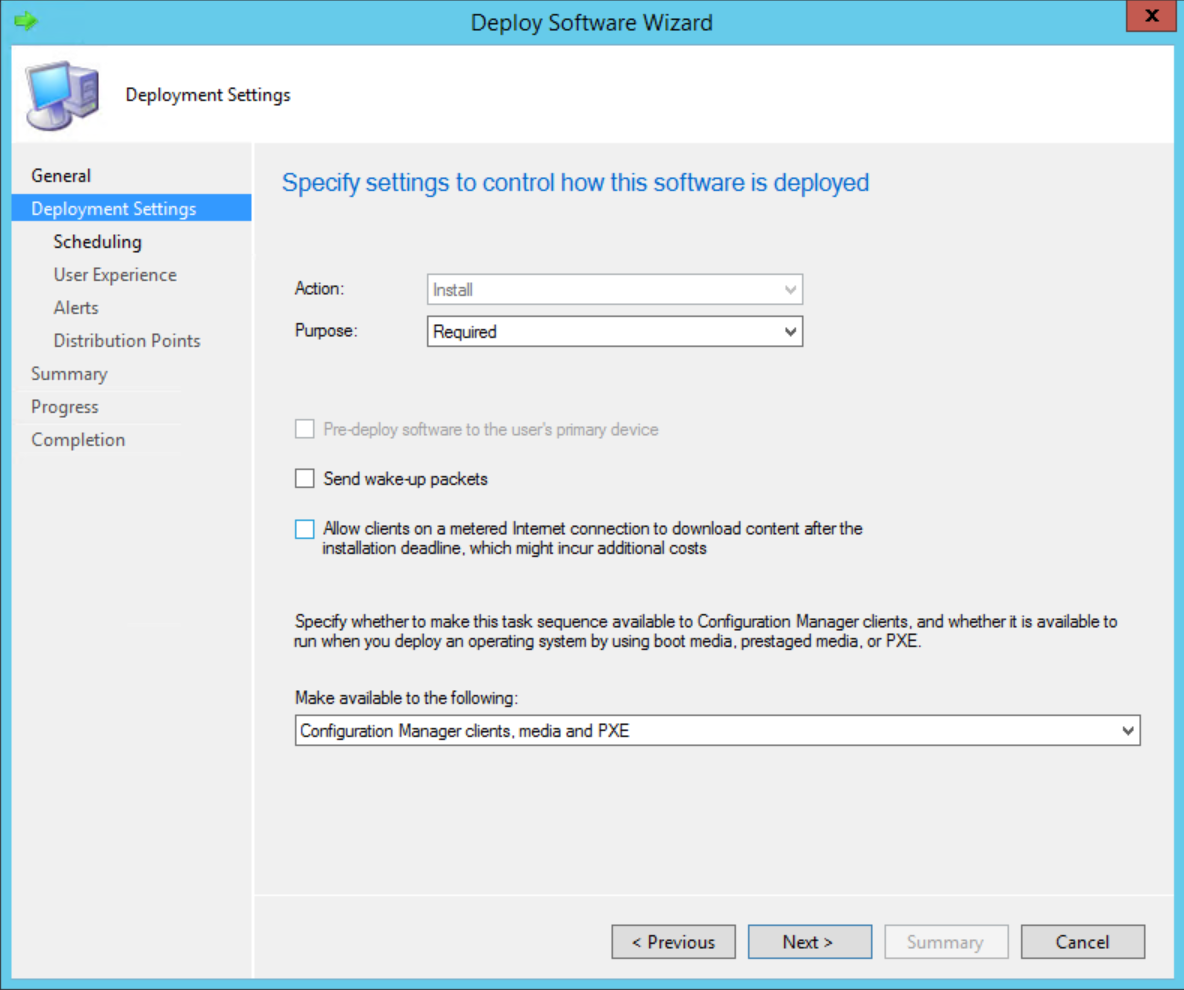 Deploy Software Wizard
x
Deployment Settings
General
Deployment Settings
Scheduling
User Experience
Alerts
Distribution Points
Summary
Progress
Completion
Specify settings to control how this software is deployed
Action:
Install
Purpose:
Required
Pre-deploy software to the user's primary device
Send wake-up packets
Allow clients on a metered Internet connection to download content after the
installation deadline, which might incur additional costs
Specify whether to make this task sequence available to Configuration Manager clients, and whether it is available to
run when you deploy an operating system by using boot media, prestaged media, or PXE.
Make available to the following:
Configuration Manager clients, media and PXE
< Previous
Next >
Summary
Cancel